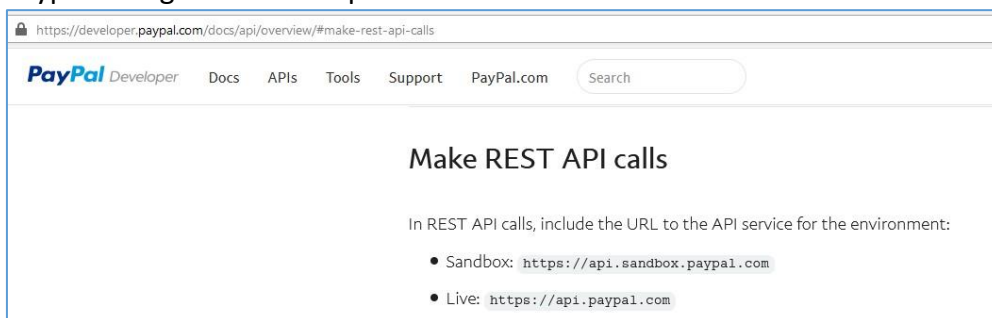 https://developer.paypal.com/docs/api/overview/#make-rest-api-calls
PayPal Developer Docs APIs Tools Support PayPal.com Search
Make REST API calls
In REST API calls, include the URL to the API service for the environment:
• Sandbox: https://api.sandbox.paypal.com
• Live: https://api.paypal.com